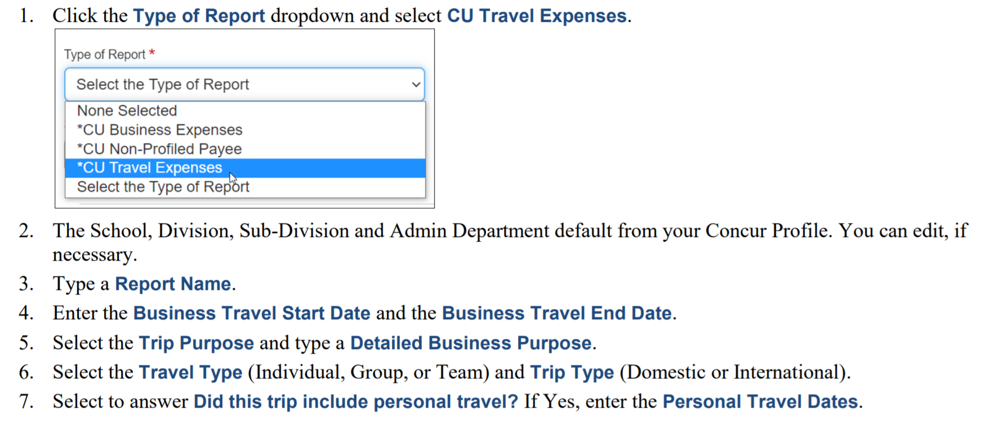 1. Click the Type of Report dropdown and select CU Travel Expenses.
Type of Report *
Select the Type of Report
None Selected
*CU Business Expenses
*CU Non-Profiled Payee
*CU Travel Expenses
Select the Type of Report
2. The School, Division, Sub-Division and Admin Department default from your Concur Profile. You can edit, if
necessary.
3. Type a Report Name.
4. Enter the Business Travel Start Date and the Business Travel End Date.
5. Select the Trip Purpose and type a Detailed Business Purpose.
6. Select the Travel Type (Individual, Group, or Team) and Trip Type (Domestic or International).
7. Select to answer Did this trip include personal travel? If Yes, enter the Personal Travel Dates.